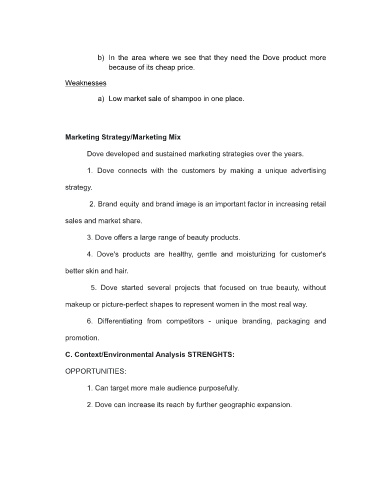 b) In the area where we see that they need the Dove product more
because of its cheap price.
Weaknesses
a) Low market sale of shampoo in one place.
Marketing Strategy/Marketing Mix
Dove developed and sustained marketing strategies over the years.
1. Dove connects with the customers by making a unique advertising
strategy.
2. Brand equity and brand image is an important factor in increasing retail
sales and market share.
3. Dove offers a large range of beauty products.
4. Dove's products are healthy, gentle and moisturizing for customer's
better skin and hair.
5. Dove started several projects that focused on true beauty, without
makeup or picture-perfect shapes to represent women in the most real way.
6. Differentiating from competitors - unique branding, packaging and
promotion.
C. Context/Environmental Analysis STRENGHTS:
OPPORTUNITIES:
1. Can target more male audience purposefully.
2. Dove can increase its reach by further geographic expansion.